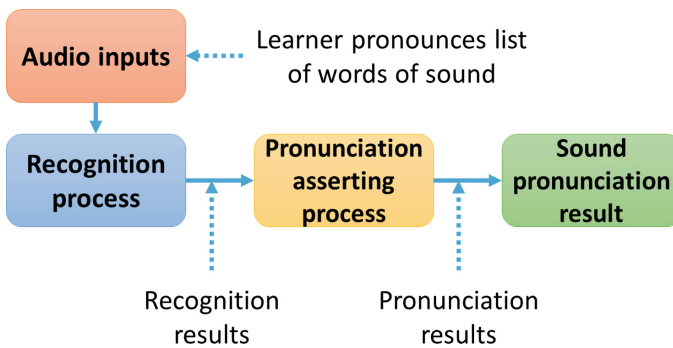 Audio inputs
Learner pronounces list
of words of sound
Recognition
process
Pronunciation
asserting
process
Sound
pronunciation
result
Recognition
results
Pronunciation
results